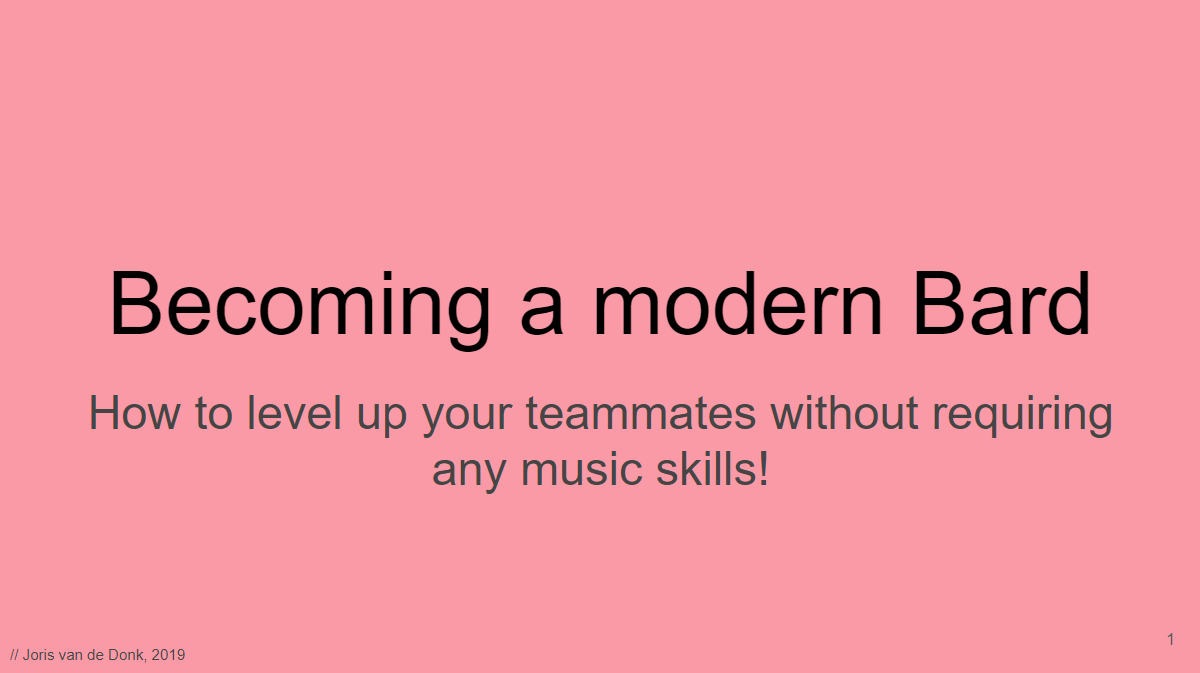 Becoming a modern Bard
How to level up your teammates without requiring
any music skills!
1
// Joris van de Donk, 2019